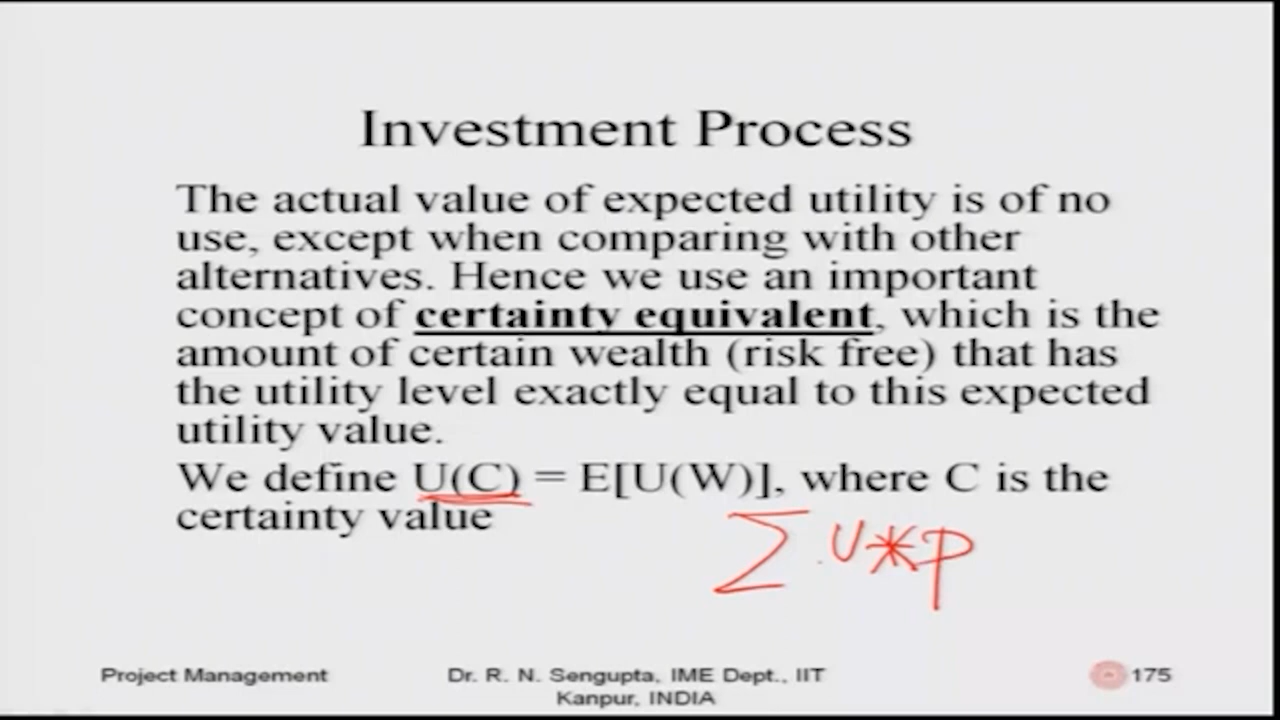 Investment Process
The actual value of expected utility is of no
use, except when comparing with other
alternatives. Hence we use an important
concept of certainty equivalent, which is the
amount of certain wealth (risk free) that has
the utility level exactly equal to this expected
utility value.
We define U(C) = E[U(W)], where C is the
certainty value
∑ U*p
Project Management
Dr. R. N. Sengupta, IME Dept., IIT
Kanpur, INDIA
175